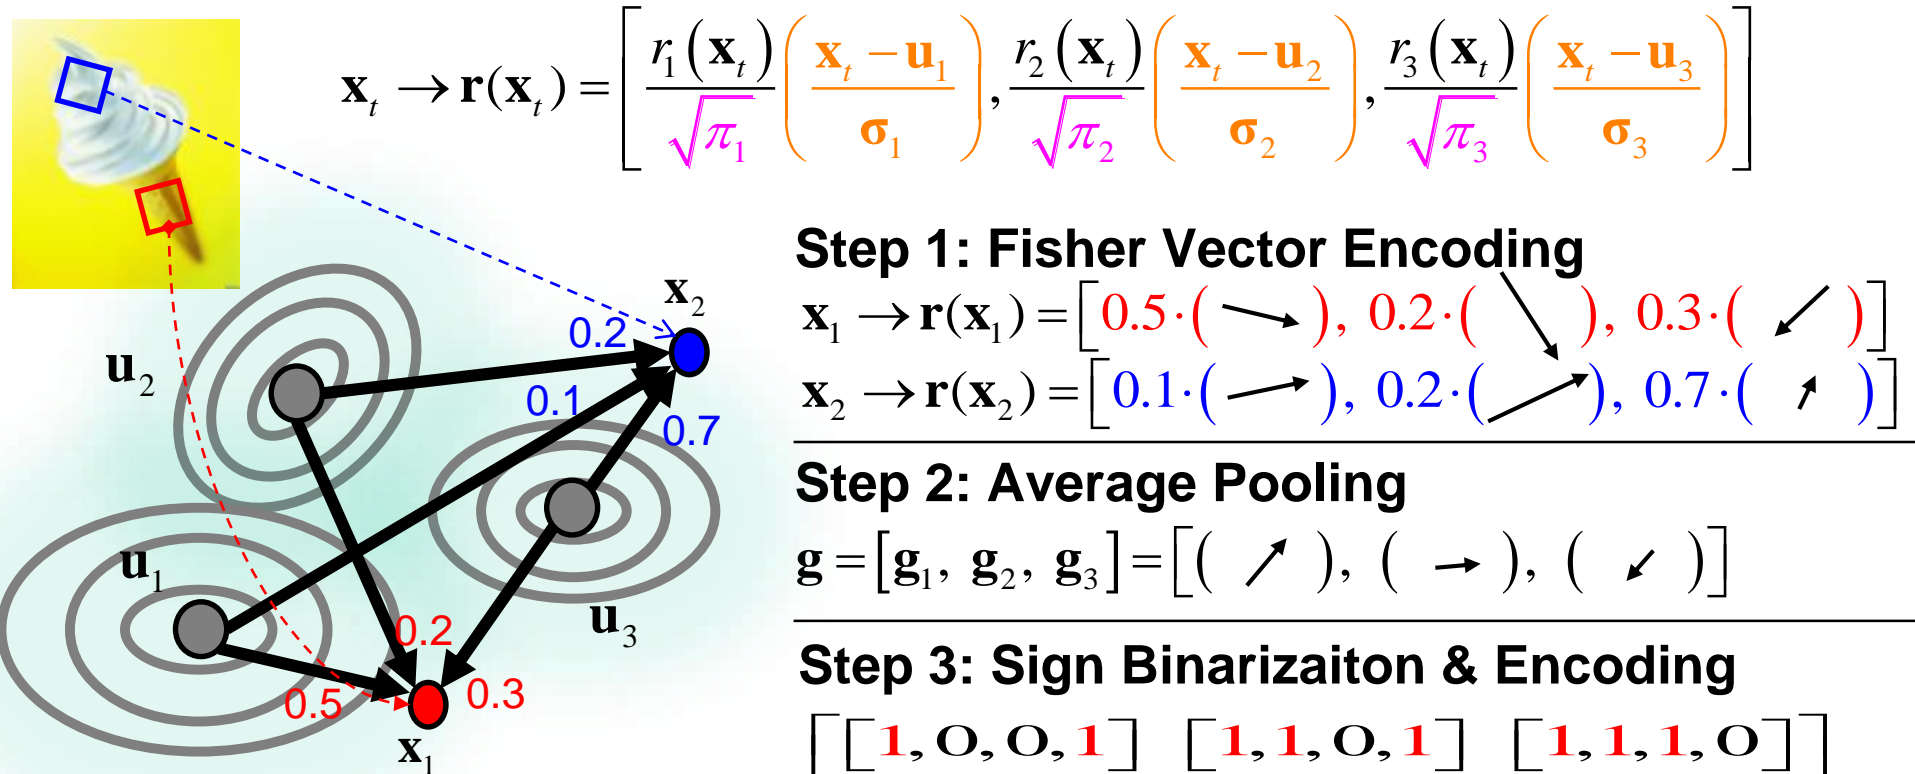 x_t → r(x_t) = [ r_1(x_t)/√π_1 ( (x_t − u_1)/σ_1 ), r_2(x_t)/√π_2 ( (x_t − u_2)/σ_2 ), r_3(x_t)/√π_3 ( (x_t − u_3)/σ_3 ) ]
Step 1: Fisher Vector Encoding
x_1 → r(x_1) = [0.5·( ), 0.2·( ), 0.3·( )]
x_2 → r(x_2) = [0.1·( ), 0.2·( ), 0.7·( )]
Step 2: Average Pooling
g = [g_1, g_2, g_3] = [( ), ( ), ( )]
Step 3: Sign Binarizaiton & Encoding
[[1, 0, 0, 1] [1, 1, 0, 1] [1, 1, 1, 0]]
x_2
0.2
u_2
0.1
0.7
u_1
u_3
0.2
0.5
0.3
x_1